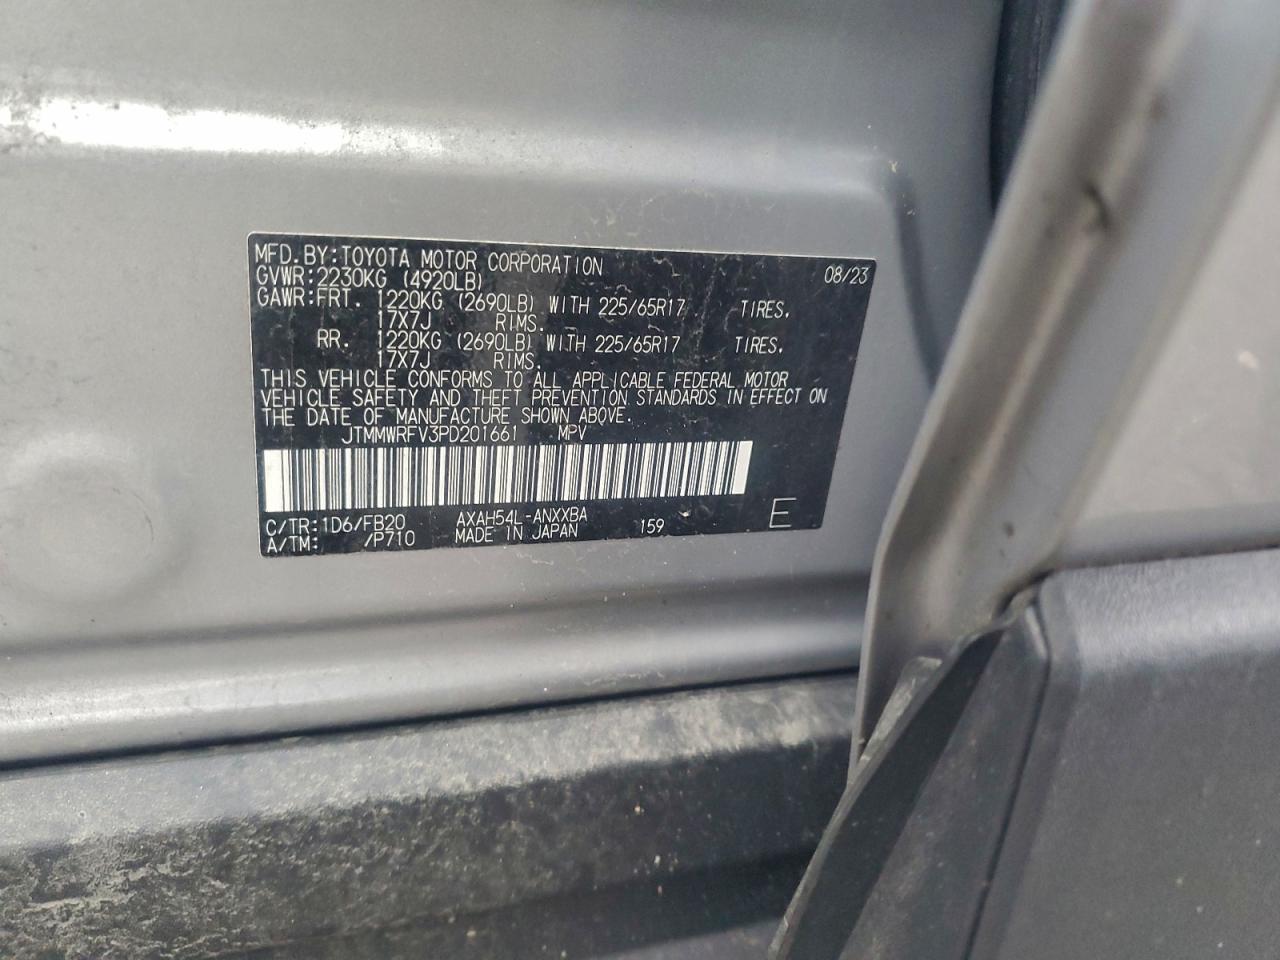 MFD.BY:TOYOTA MOTOR CORPORATION 08/23
GVWR:2230KG (4920LB)
GAWR:FRT. 1220KG (2690LB) WITH 225/65R17 TIRES,
17X7J RIMS.
RR. 1220KG (2690LB) WITH 225/65R17 TIRES,
17X7J RIMS.
THIS VEHICLE CONFORMS TO ALL APPLICABLE FEDERAL MOTOR
VEHICLE SAFETY AND THEFT PREVENTION STANDARDS IN EFFECT ON
THE DATE OF MANUFACTURE SHOWN ABOVE.
JTMMWRFV3PD201661 MPV
C/TR:1D6/FB20 AXAH54L-ANXXBA 159 E
A/TM: /P710 MADE IN JAPAN